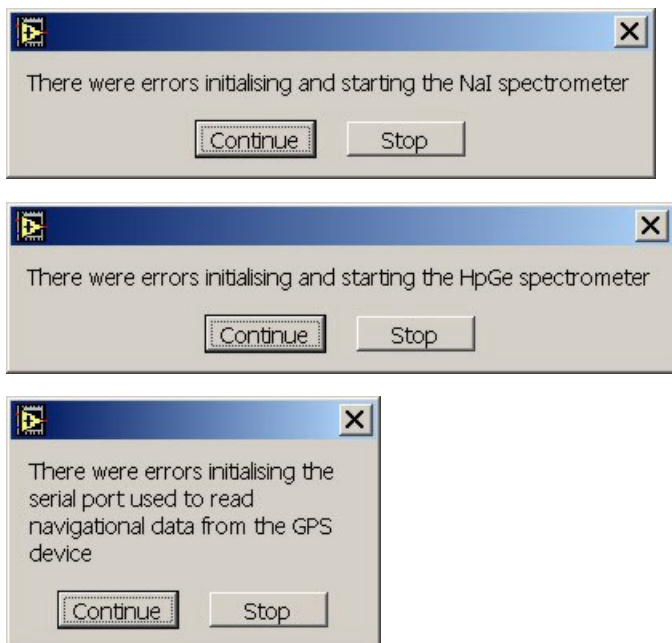 There were errors initialising and starting the NaI spectrometer
Continue Stop
There were errors initialising and starting the HpGe spectrometer
Continue Stop
There were errors initialising the
serial port used to read
navigational data from the GPS
device
Continue Stop